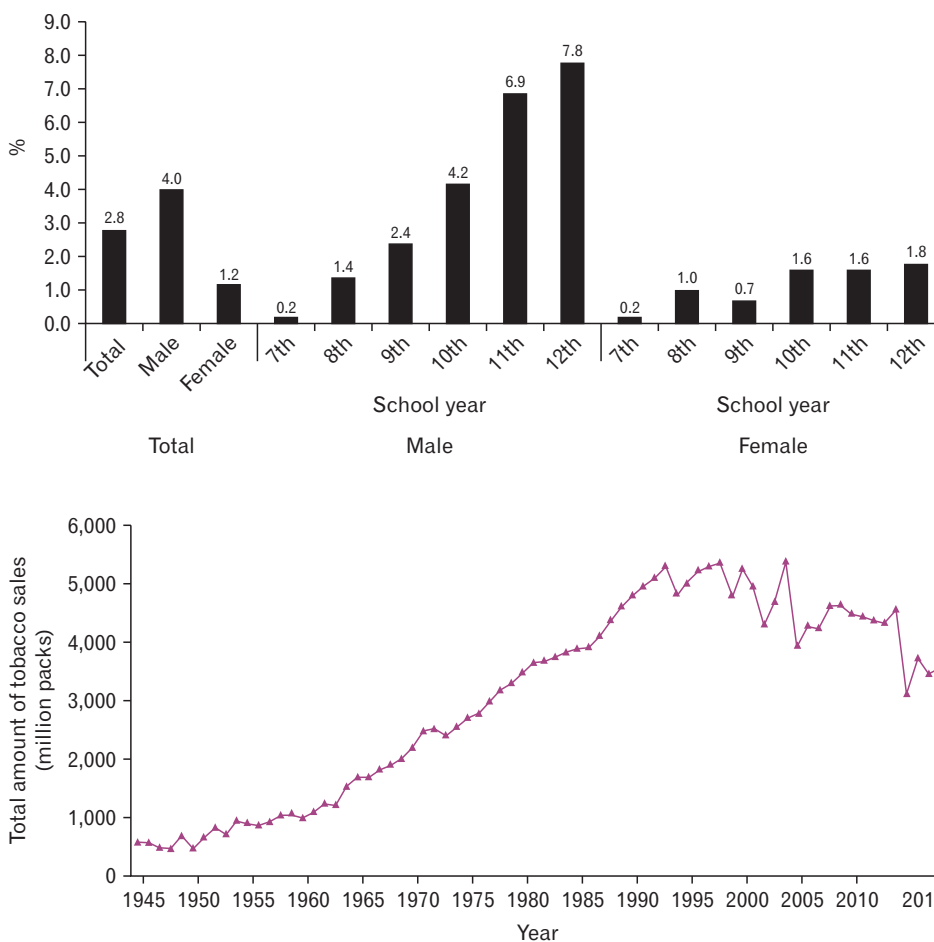 9.0
8.0
7.0
6.0
5.0
4.0
3.0
2.0
1.0
0.0
%
2.8
4.0
1.2
0.2
1.4
2.4
4.2
6.9
7.8
0.2
1.0
0.7
1.6
1.6
1.8
Total
Male
Female
7th
8th
9th
10th
11th
12th
7th
8th
9th
10th
11th
12th
School year
School year
Total
Male
Female
6,000
5,000
4,000
3,000
2,000
1,000
0
Total amount of tobacco sales
(million packs)
1945 1950 1955 1960 1965 1970 1975 1980 1985 1990 1995 2000 2005 2010 201
Year